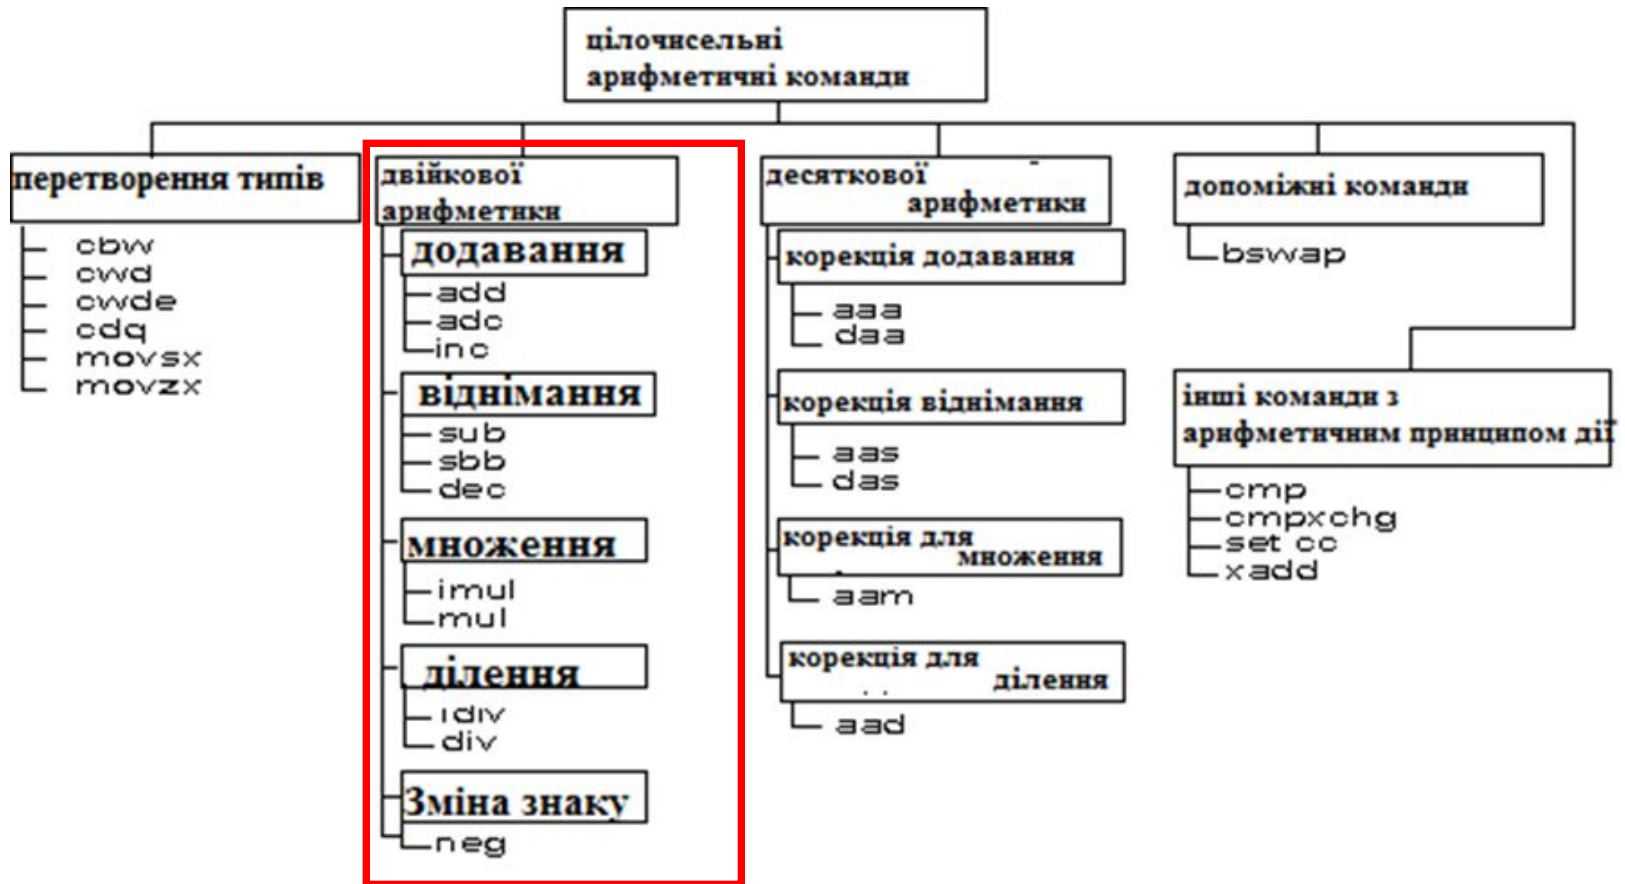 цілочисельні
арифметичні команди
перетворення типів
cbw
cwd
cwde
cdq
movsx
movzx
двійкової
арифметики
додавання
add
adc
inc
віднімання
sub
sbb
dec
множення
imul
mul
ділення
idiv
div
Зміна знаку
neg
десяткової
арифметики
корекція додавання
aaa
daa
корекція віднімання
aas
das
корекція для
множення
aam
корекція для
ділення
aad
допоміжні команди
bswap
інші команди з
арифметичним принципом дії
cmp
cmpxchg
set cc
xadd